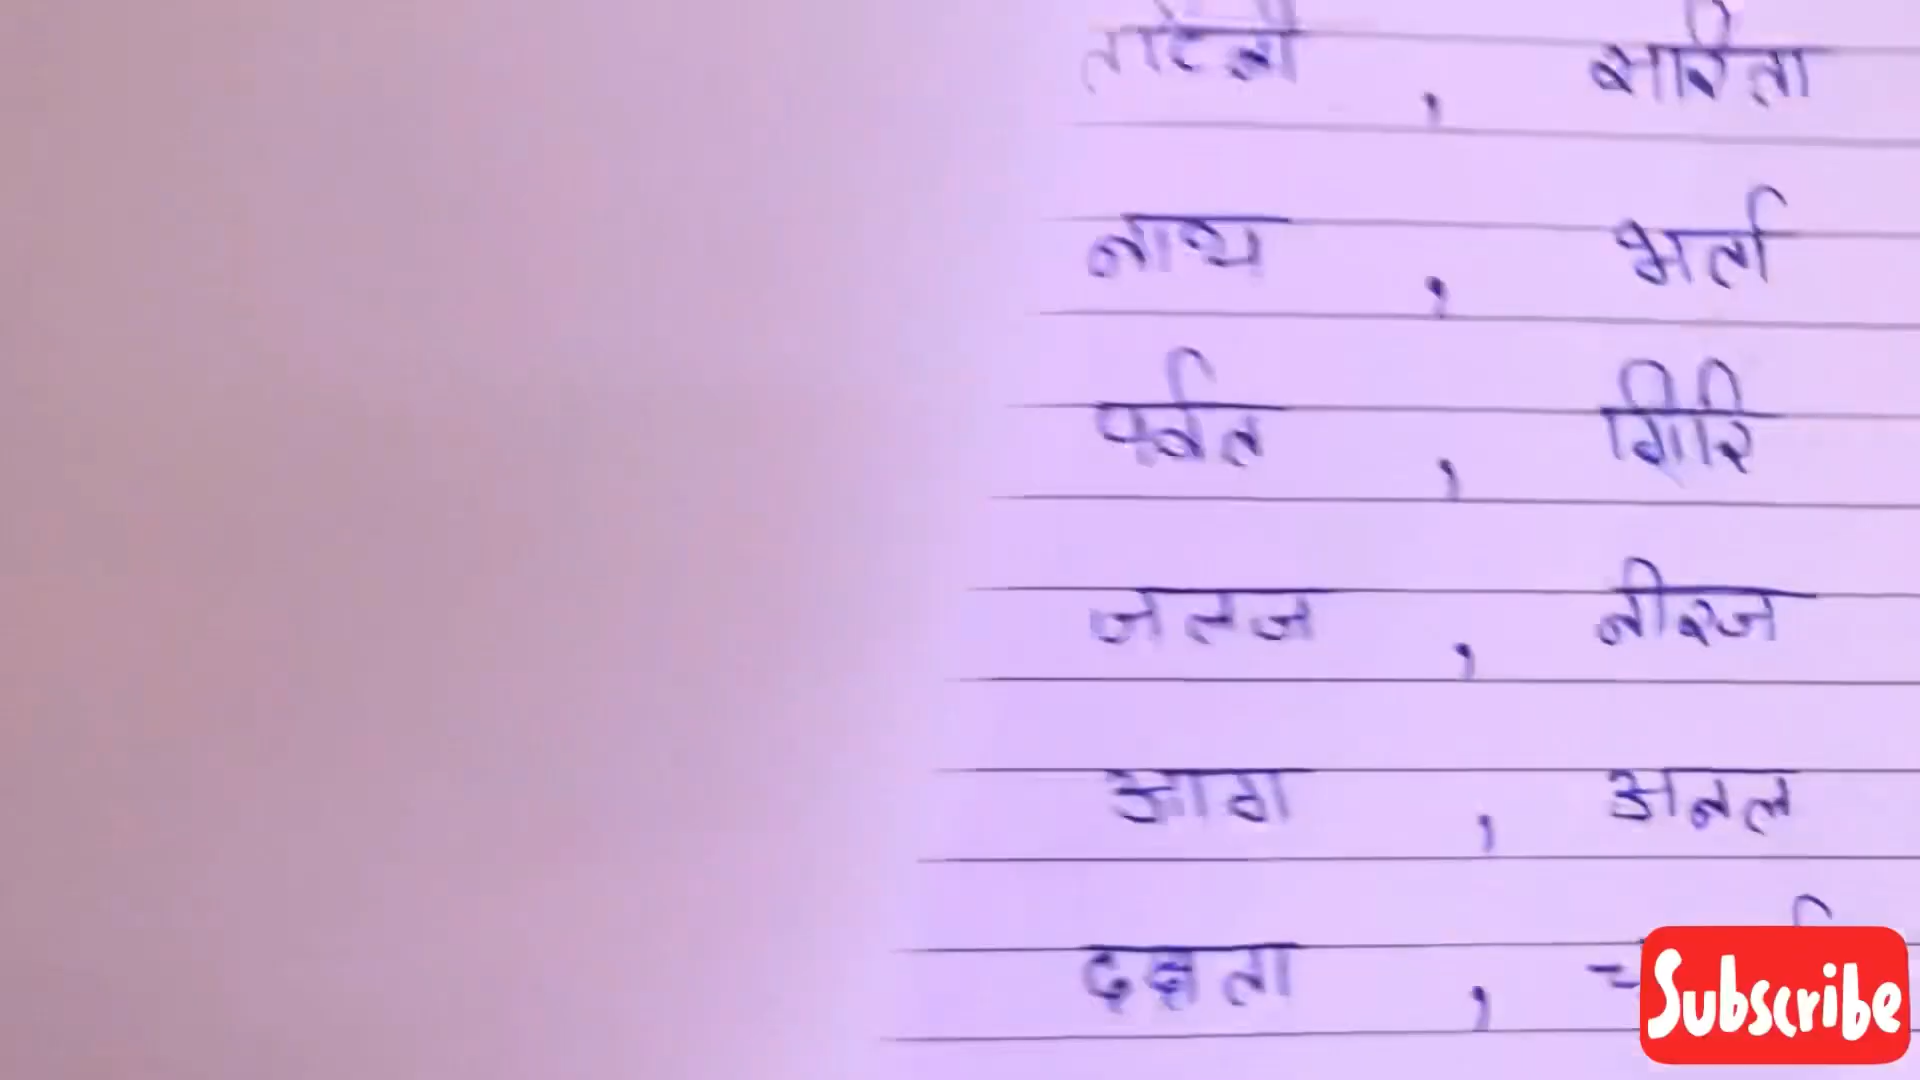 तटिनी , सरिता
नाथ , भर्ता
पर्वत , गिरि
जलज , नीरज
आग , अनल
दक्षता ,
Subscribe